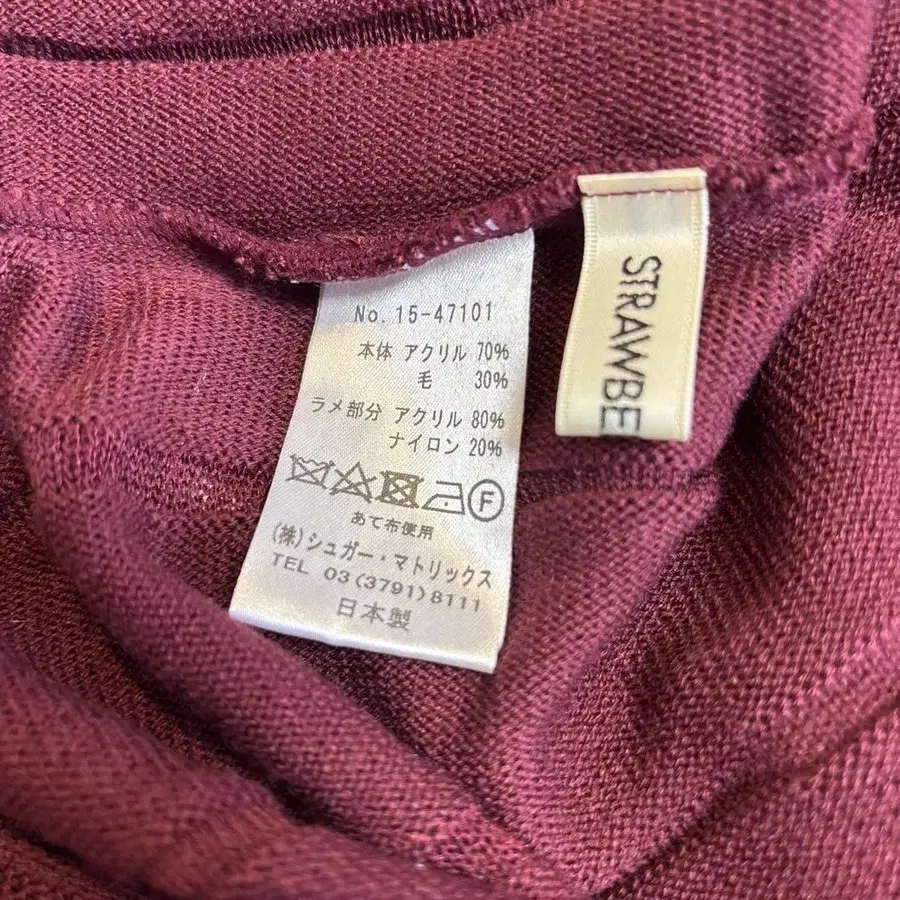 No. 15-47101
本体 アクリル 70%
毛 30%
ラメ部分 アクリル 80%
ナイロン 20%
F
あて布使用
(株)シュガー・マトリックス
TEL 03(3791)8111
日本製
STRAWBE